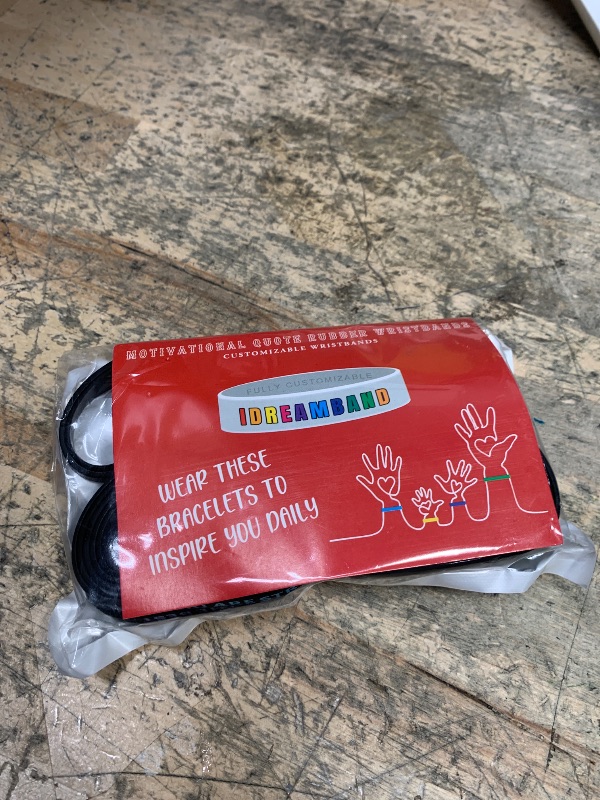 MOTIVATIONAL QUOTE RUBBER WRISTBANDS
CUSTOMIZABLE WRISTBANDS
FULLY CUSTOMIZABLE
IDREAMBAND
WEAR THESE
BRACELETS TO
INSPIRE YOU DAILY